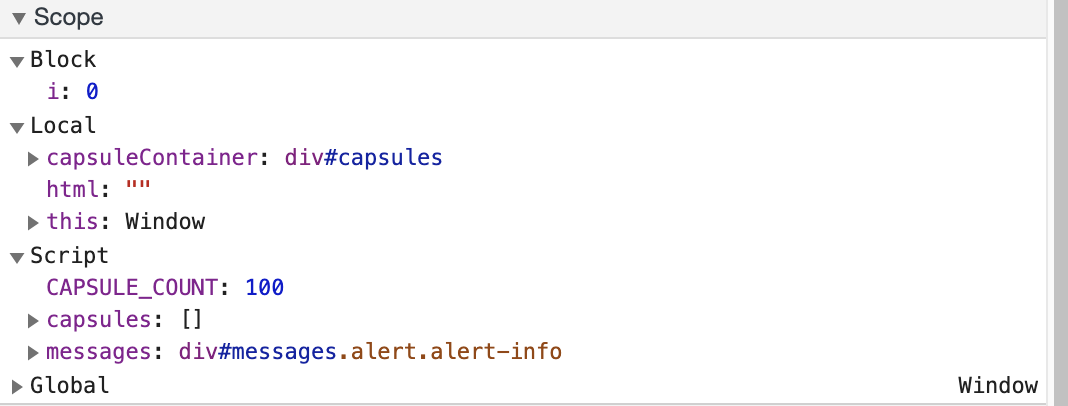 Scope
Block
i: 0
Local
capsuleContainer: div#capsules
html: ""
this: Window
Script
CAPSULE_COUNT: 100
capsules: []
messages: div#messages.alert.alert-info
Global Window